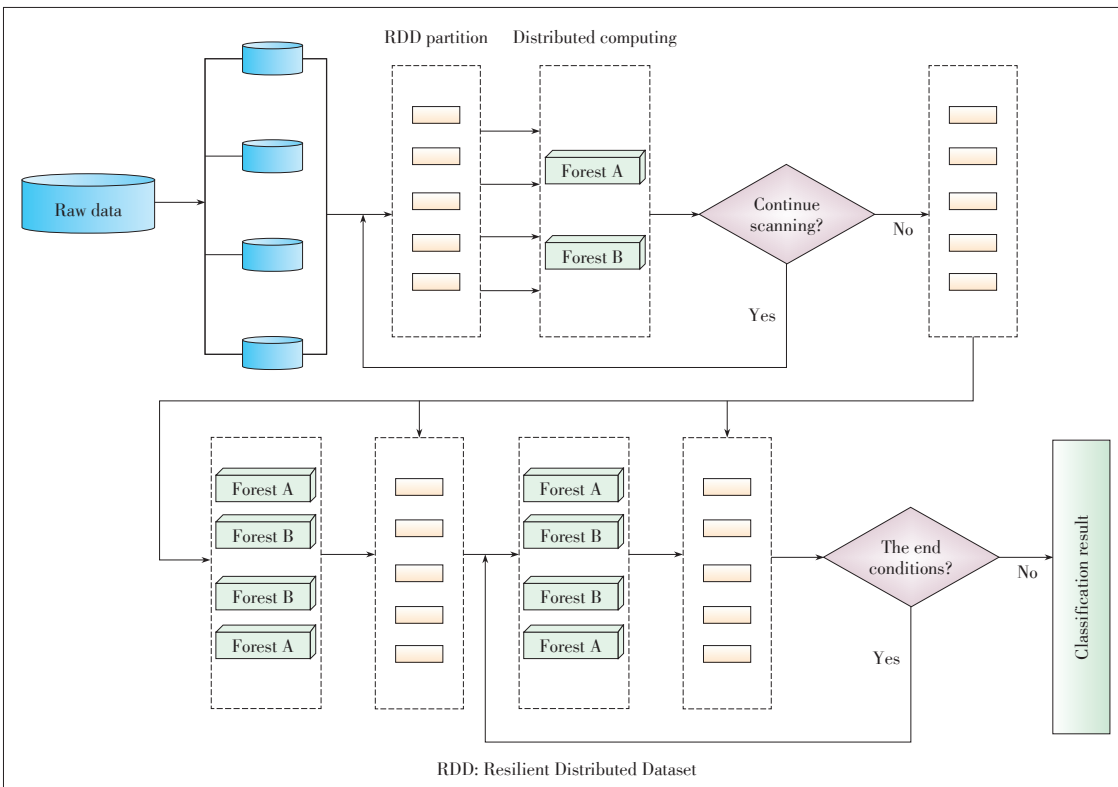 RDD partition
Distributed computing
Raw data
Forest A
Forest B
Continue
scanning?
No
Yes
Forest A
Forest B
Forest B
Forest A
Forest A
Forest B
Forest B
Forest A
The end
conditions?
No
Yes
Classification result
RDD: Resilient Distributed Dataset